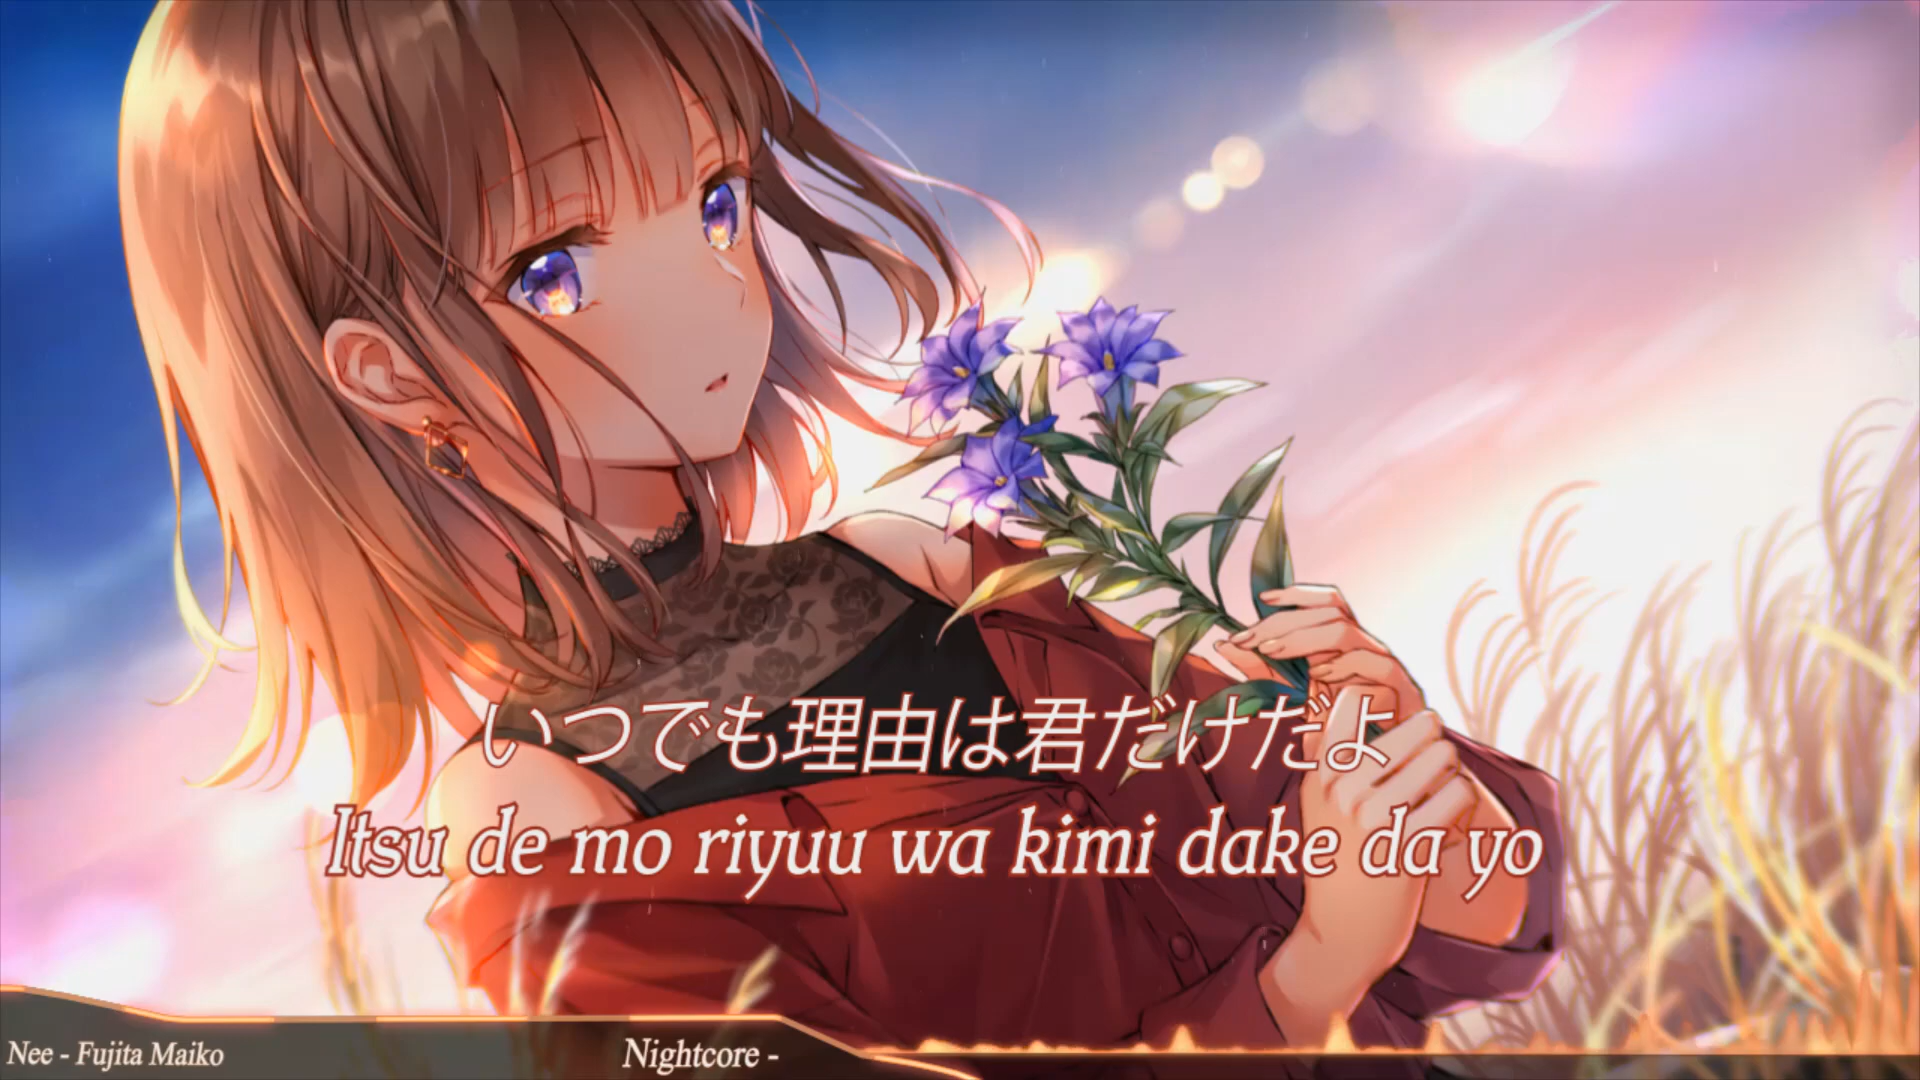 いつでも理由は君だけだよ
Itsu de mo riyuu wa kimi dake da yo
Nee - Fujita Maiko
Nightcore -